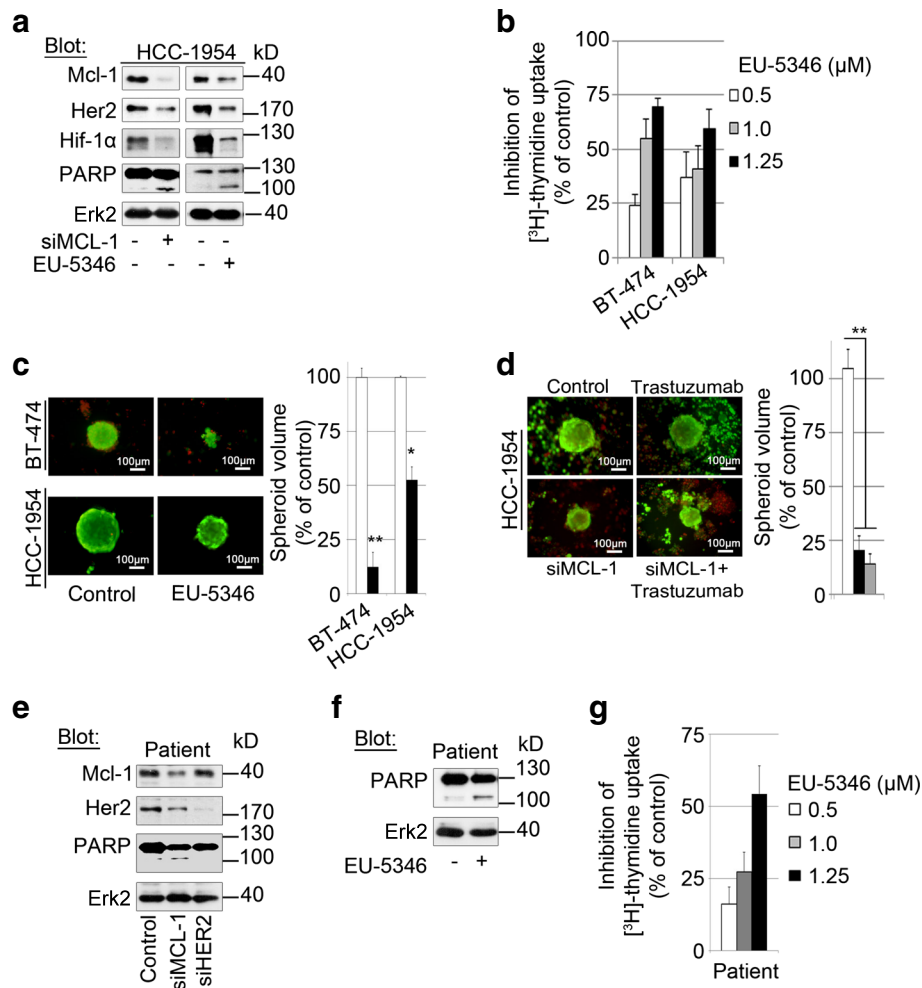 a
Blot:
HCC-1954
kD
Mcl-1
40
Her2
170
Hif-1α
130
PARP
130
100
Erk2
40
siMCL-1 - + - -
EU-5346 - - - +
b
Inhibition of
[³H]-thymidine uptake
(% of control)
100
75
50
25
0
BT-474
HCC-1954
EU-5346 (µM)
0.5
1.0
1.25
c
BT-474
HCC-1954
100µm
100µm
100µm
100µm
Control
EU-5346
Spheroid volume
(% of control)
100
75
50
25
0
**
*
BT-474
HCC-1954
d
Control
Trastuzumab
HCC-1954
100µm
100µm
100µm
100µm
siMCL-1
siMCL-1+
Trastuzumab
Spheroid volume
(% of control)
100
75
50
25
0
**
e
Blot:
Patient
kD
Mcl-1
40
Her2
170
PARP
130
100
Erk2
40
Control
siMCL-1
siHER2
f
Blot:
Patient
kD
PARP
130
100
Erk2
40
EU-5346 - +
g
Inhibition of
[³H]-thymidine uptake
(% of control)
75
50
25
0
Patient
EU-5346 (µM)
0.5
1.0
1.25